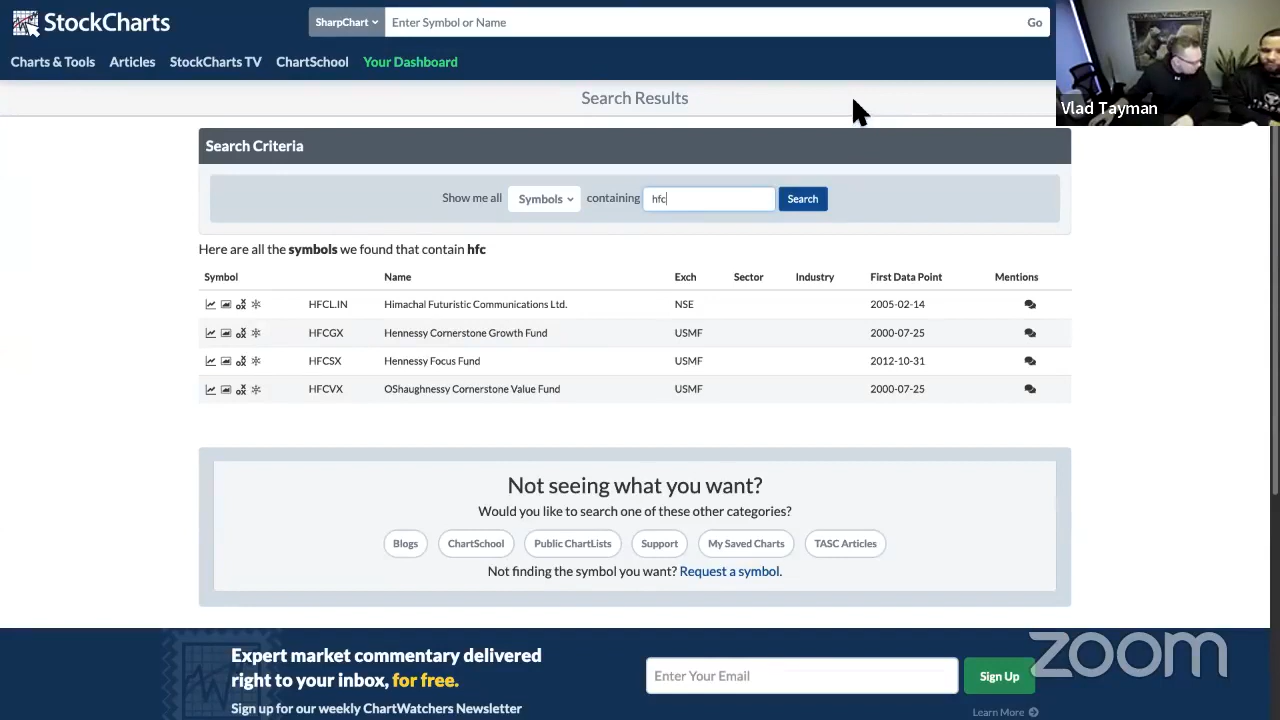 StockCharts
SharpChart
Enter Symbol or Name
Go
Charts & Tools
Articles
StockCharts TV
ChartSchool
Your Dashboard
Vlad Tayman
Search Results
Search Criteria
Show me all
Symbols
containing
hfc
Search
Here are all the symbols we found that contain hfc
Symbol Name Exch Sector Industry First Data Point Mentions
HFCL.IN Himachal Futuristic Communications Ltd. NSE 2005-02-14
HFCGX Hennessy Cornerstone Growth Fund USMF 2000-07-25
HFCSX Hennessy Focus Fund USMF 2012-10-31
HFCVX OShaughnessy Cornerstone Value Fund USMF 2000-07-25
Not seeing what you want?
Would you like to search one of these other categories?
Blogs
ChartSchool
Public ChartLists
Support
My Saved Charts
TASC Articles
Not finding the symbol you want? Request a symbol.
Expert market commentary delivered
right to your inbox, for free.
Sign up for our weekly ChartWatchers Newsletter
Enter Your Email
Sign Up
Learn More
zoom